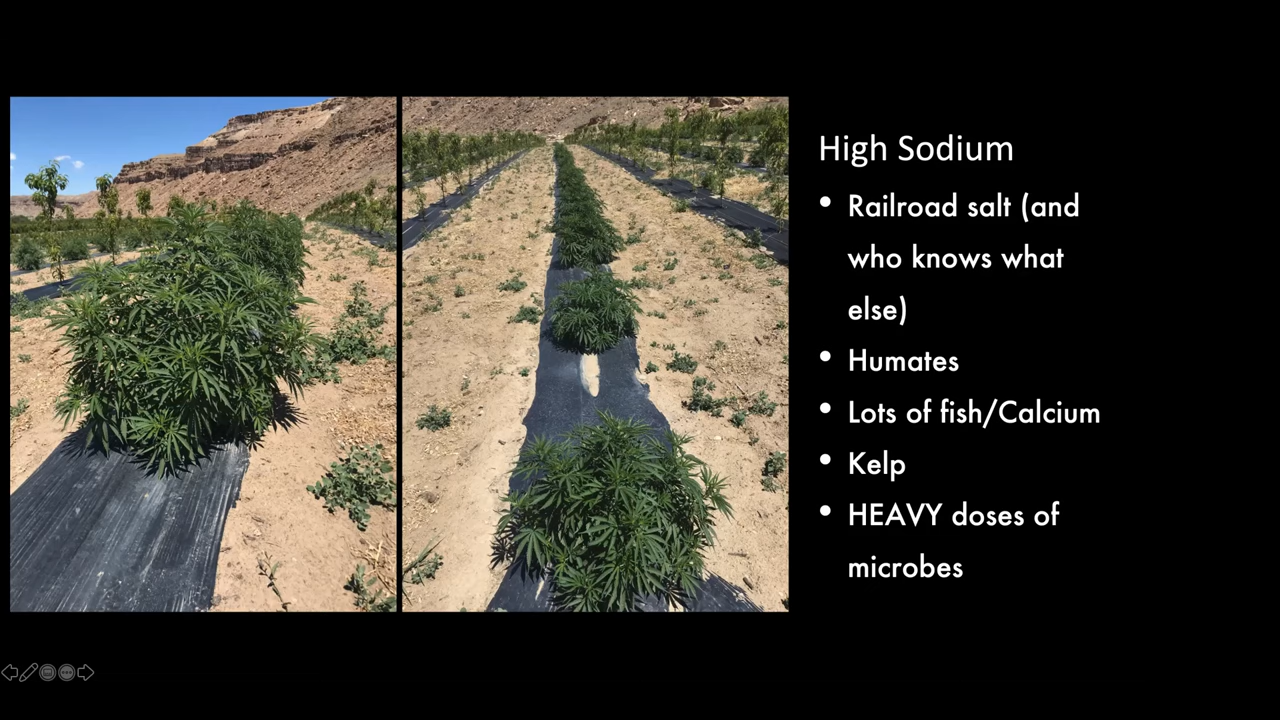 High Sodium
• Railroad salt (and
who knows what
else)
• Humates
• Lots of fish/Calcium
• Kelp
• HEAVY doses of
microbes